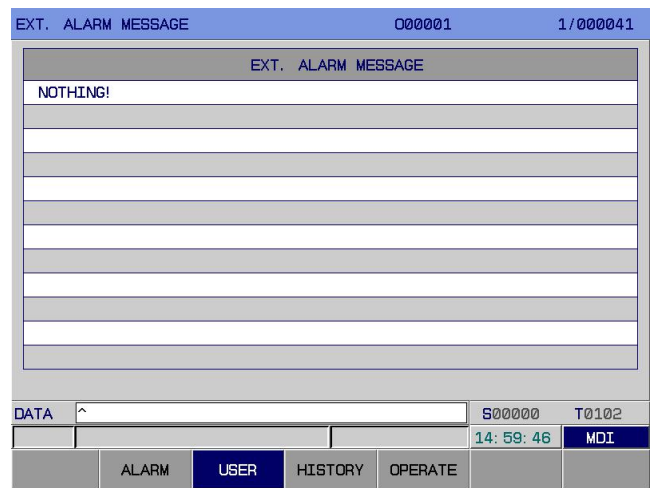 EXT. ALARM MESSAGE O00001 1/000041
EXT. ALARM MESSAGE
NOTHING!
DATA ^ S00000 T0102
14:59:46 MDI
ALARM USER HISTORY OPERATE